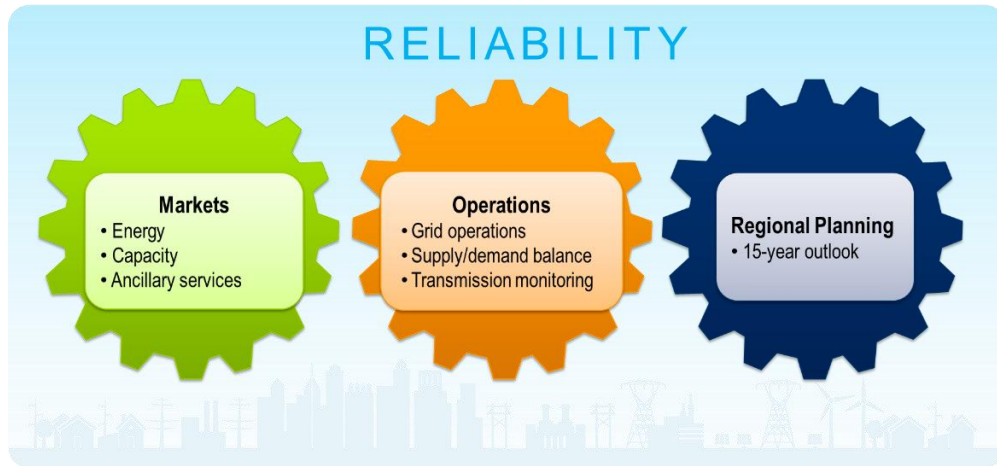 RELIABILITY
Markets
• Energy
• Capacity
• Ancillary services
Operations
• Grid operations
• Supply/demand balance
• Transmission monitoring
Regional Planning
• 15-year outlook